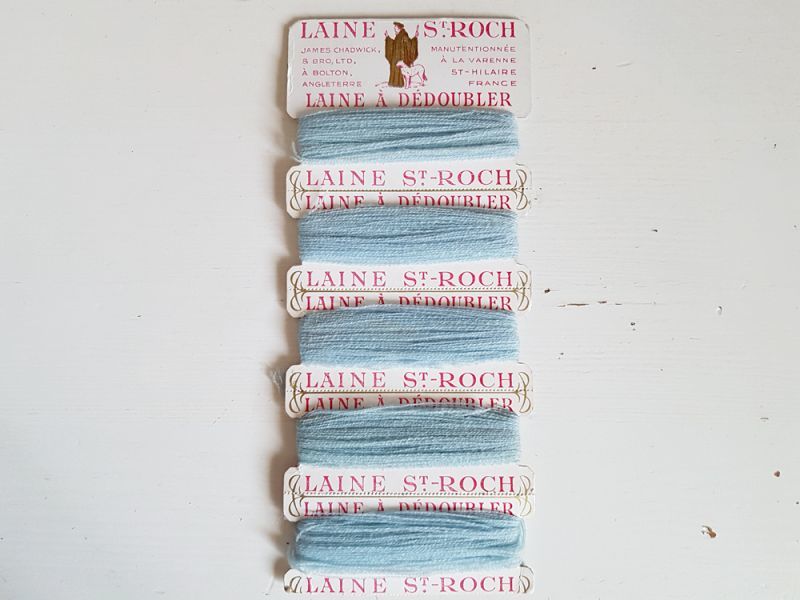 LAINE ST-ROCH
JAMES CHADWICK,
& BRO, LTD,
À BOLTON,
ANGLETERRE
MANUTENTIONNÉE
À LA VARENNE
ST-HILAIRE
FRANCE
LAINE À DÉDOUBLER
LAINE ST-ROCH
LAINE À DÉDOUBLER
LAINE ST-ROCH
LAINE À DÉDOUBLER
LAINE ST-ROCH
LAINE À DÉDOUBLER
LAINE ST-ROCH
LAINE À DÉDOUBLER
LAINE ST-ROCH